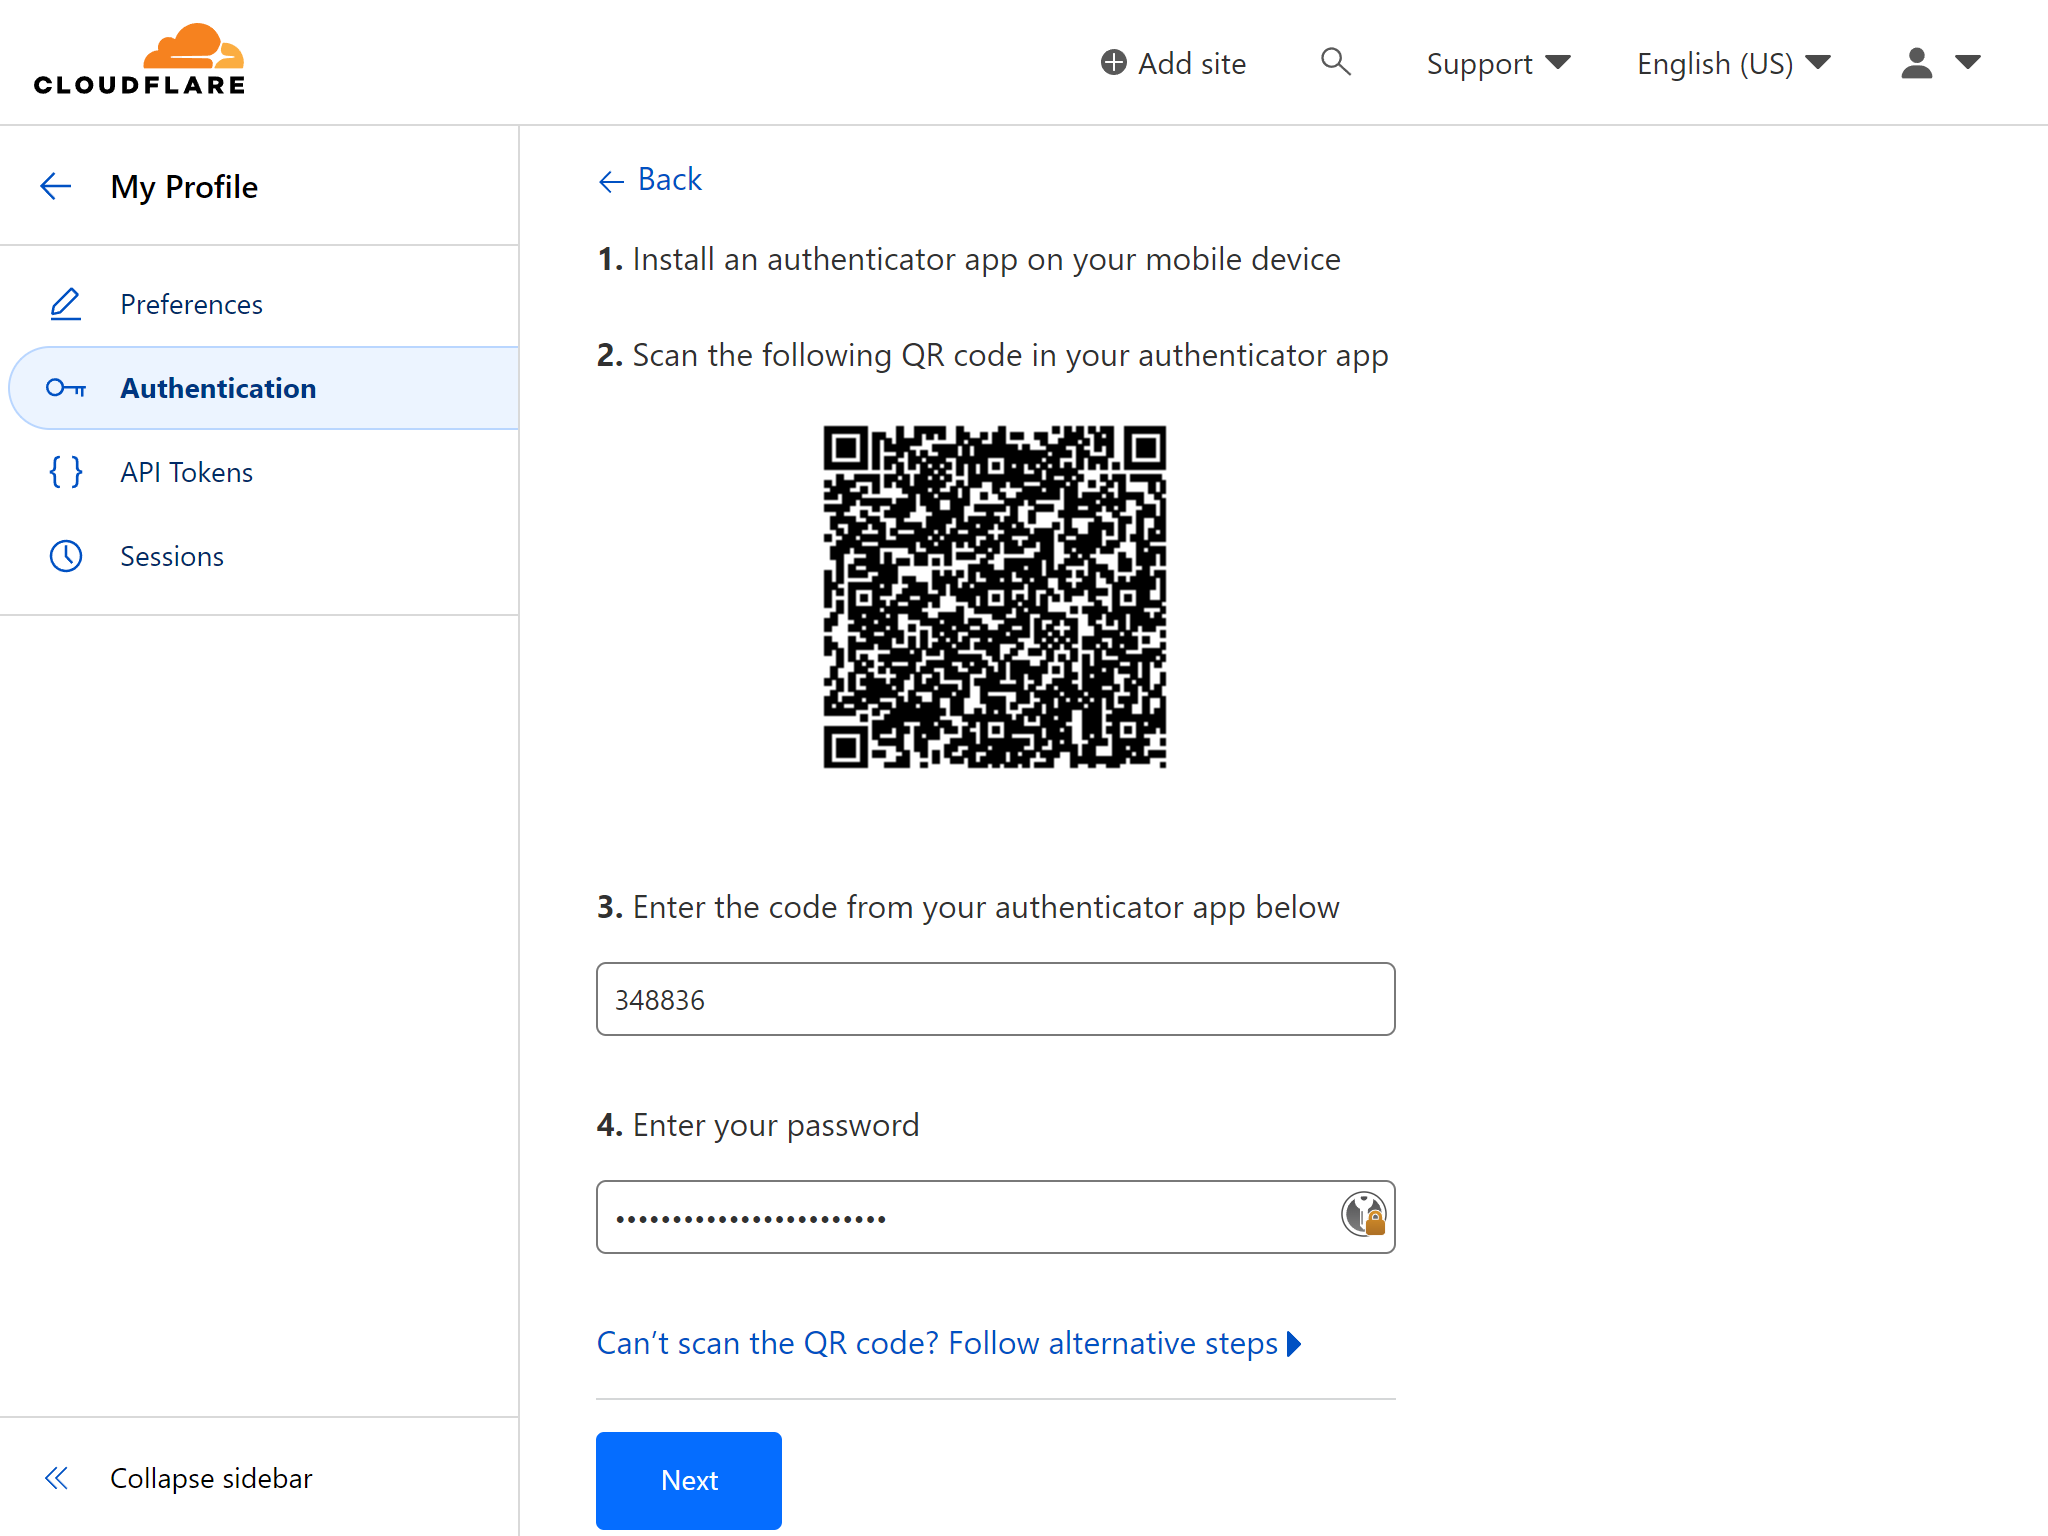 CLOUDFLARE
Add site
Support
English (US)
My Profile
Preferences
Authentication
API Tokens
Sessions
Collapse sidebar
Back
1. Install an authenticator app on your mobile device
2. Scan the following QR code in your authenticator app
3. Enter the code from your authenticator app below
348836
4. Enter your password
••••••••••••••••••••••••
Can’t scan the QR code? Follow alternative steps
Next